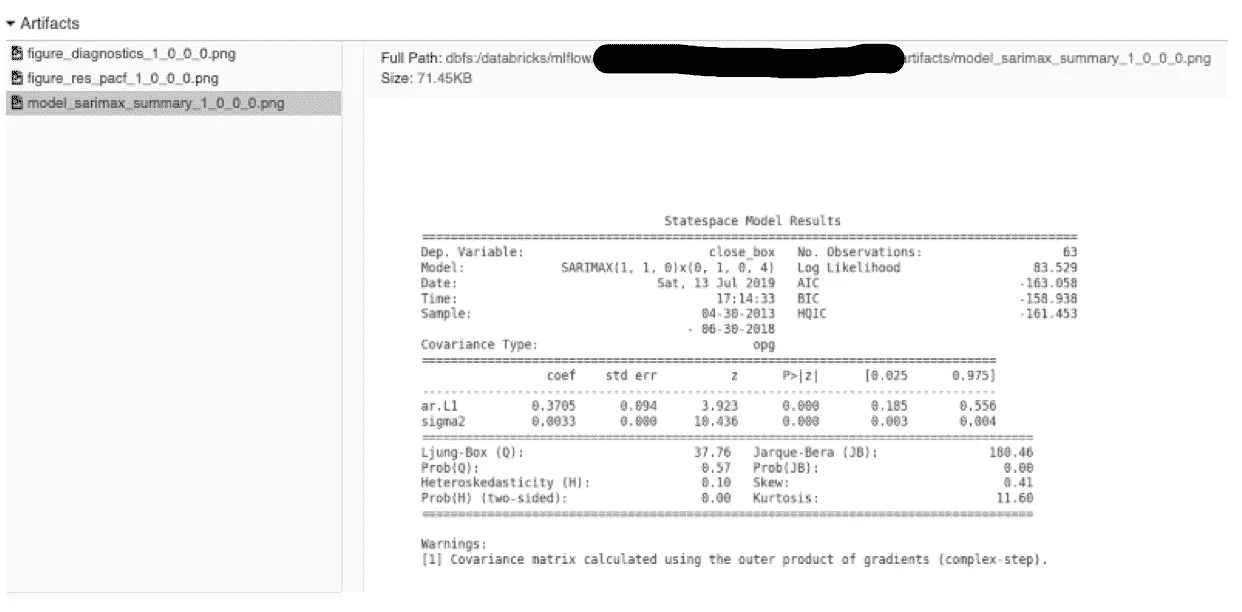 Artifacts
figure_diagnostics_1_0_0_0.png
figure_res_pacf_1_0_0_0.png
model_sarimax_summary_1_0_0_0.png
Full Path: dbfs:/databricks/mlflow/ rtifacts/model_sarimax_summary_1_0_0_0.png
Size: 71.45KB
Statespace Model Results
==============================================================================
Dep. Variable: close_box No. Observations: 63
Model: SARIMAX(1, 1, 0)x(0, 1, 0, 4) Log Likelihood 83.529
Date: Sat, 13 Jul 2019 AIC -163.058
Time: 17:14:33 BIC -158.938
Sample: 04-30-2013 HQIC -161.453
- 06-30-2018
Covariance Type: opg
==============================================================================
coef std err z P>|z| [0.025 0.975]
------------------------------------------------------------------------------
ar.L1 0.3705 0.094 3.923 0.000 0.185 0.556
sigma2 0.0033 0.000 10.436 0.000 0.003 0.004
==============================================================================
Ljung-Box (Q): 37.76 Jarque-Bera (JB): 180.46
Prob(Q): 0.57 Prob(JB): 0.00
Heteroskedasticity (H): 0.10 Skew: 0.41
Prob(H) (two-sided): 0.00 Kurtosis: 11.60
==============================================================================
Warnings:
[1] Covariance matrix calculated using the outer product of gradients (complex-step).